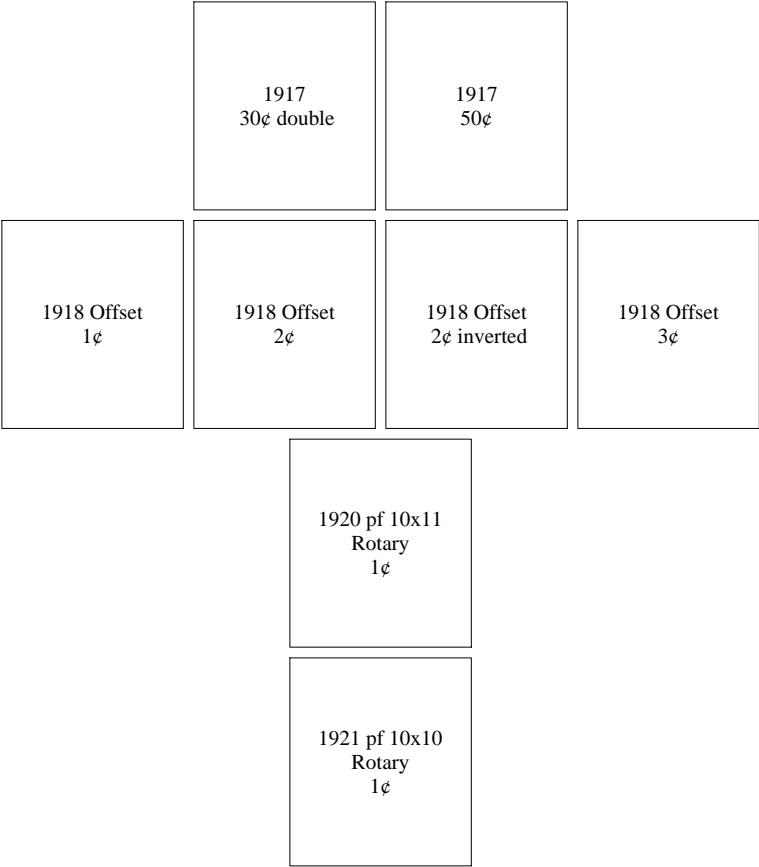 1917
30¢ double
1917
50¢
1918 Offset
1¢
1918 Offset
2¢
1918 Offset
2¢ inverted
1918 Offset
3¢
1920 pf 10x11
Rotary
1¢
1921 pf 10x10
Rotary
1¢